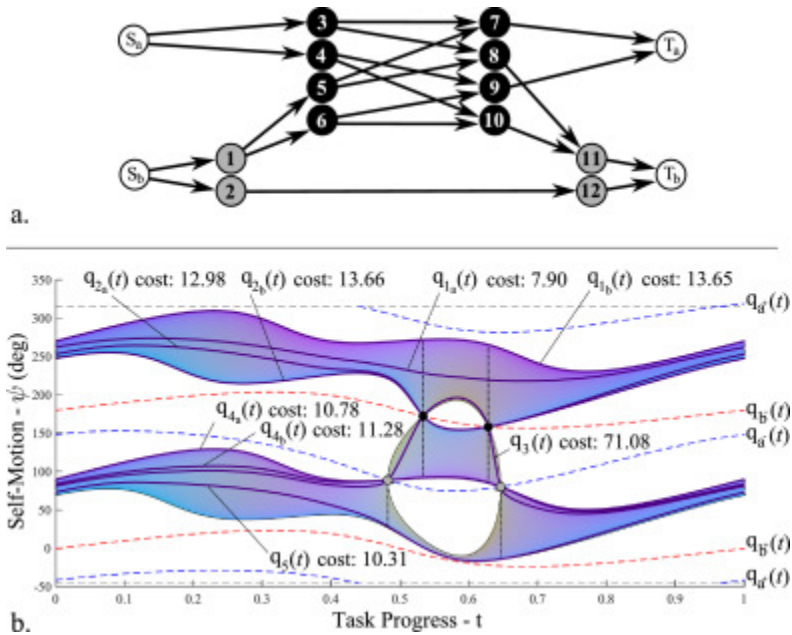 3 7
Sa 4 8 Ta
5 9
6 10
1 11
Sb 2 12 Tb
a.
q2a(t) cost: 12.98 q2b(t) cost: 13.66 q1a(t) cost: 7.90 q1b(t) cost: 13.65
350
300
250
200
150
100
50
0
-50
Self-Motion - ψ (deg)
q4a(t) cost: 10.78
q4b(t) cost: 11.28
q3(t) cost: 71.08
q5(t) cost: 10.31
qa(t)
qb(t)
qa(t)
qb(t)
qa(t)
0 0.1 0.2 0.3 0.4 0.5 0.6 0.7 0.8 0.9 1
Task Progress - t
b.